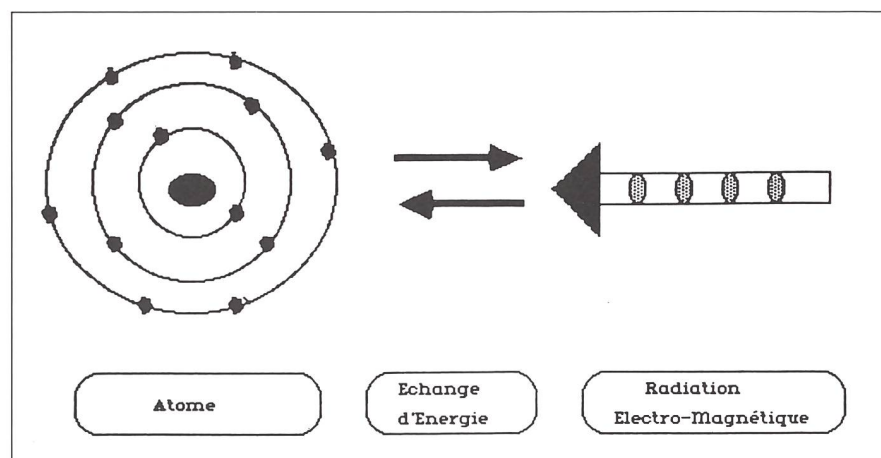 Atome
Echange
d'Energie
Radiation
Electro-Magnétique